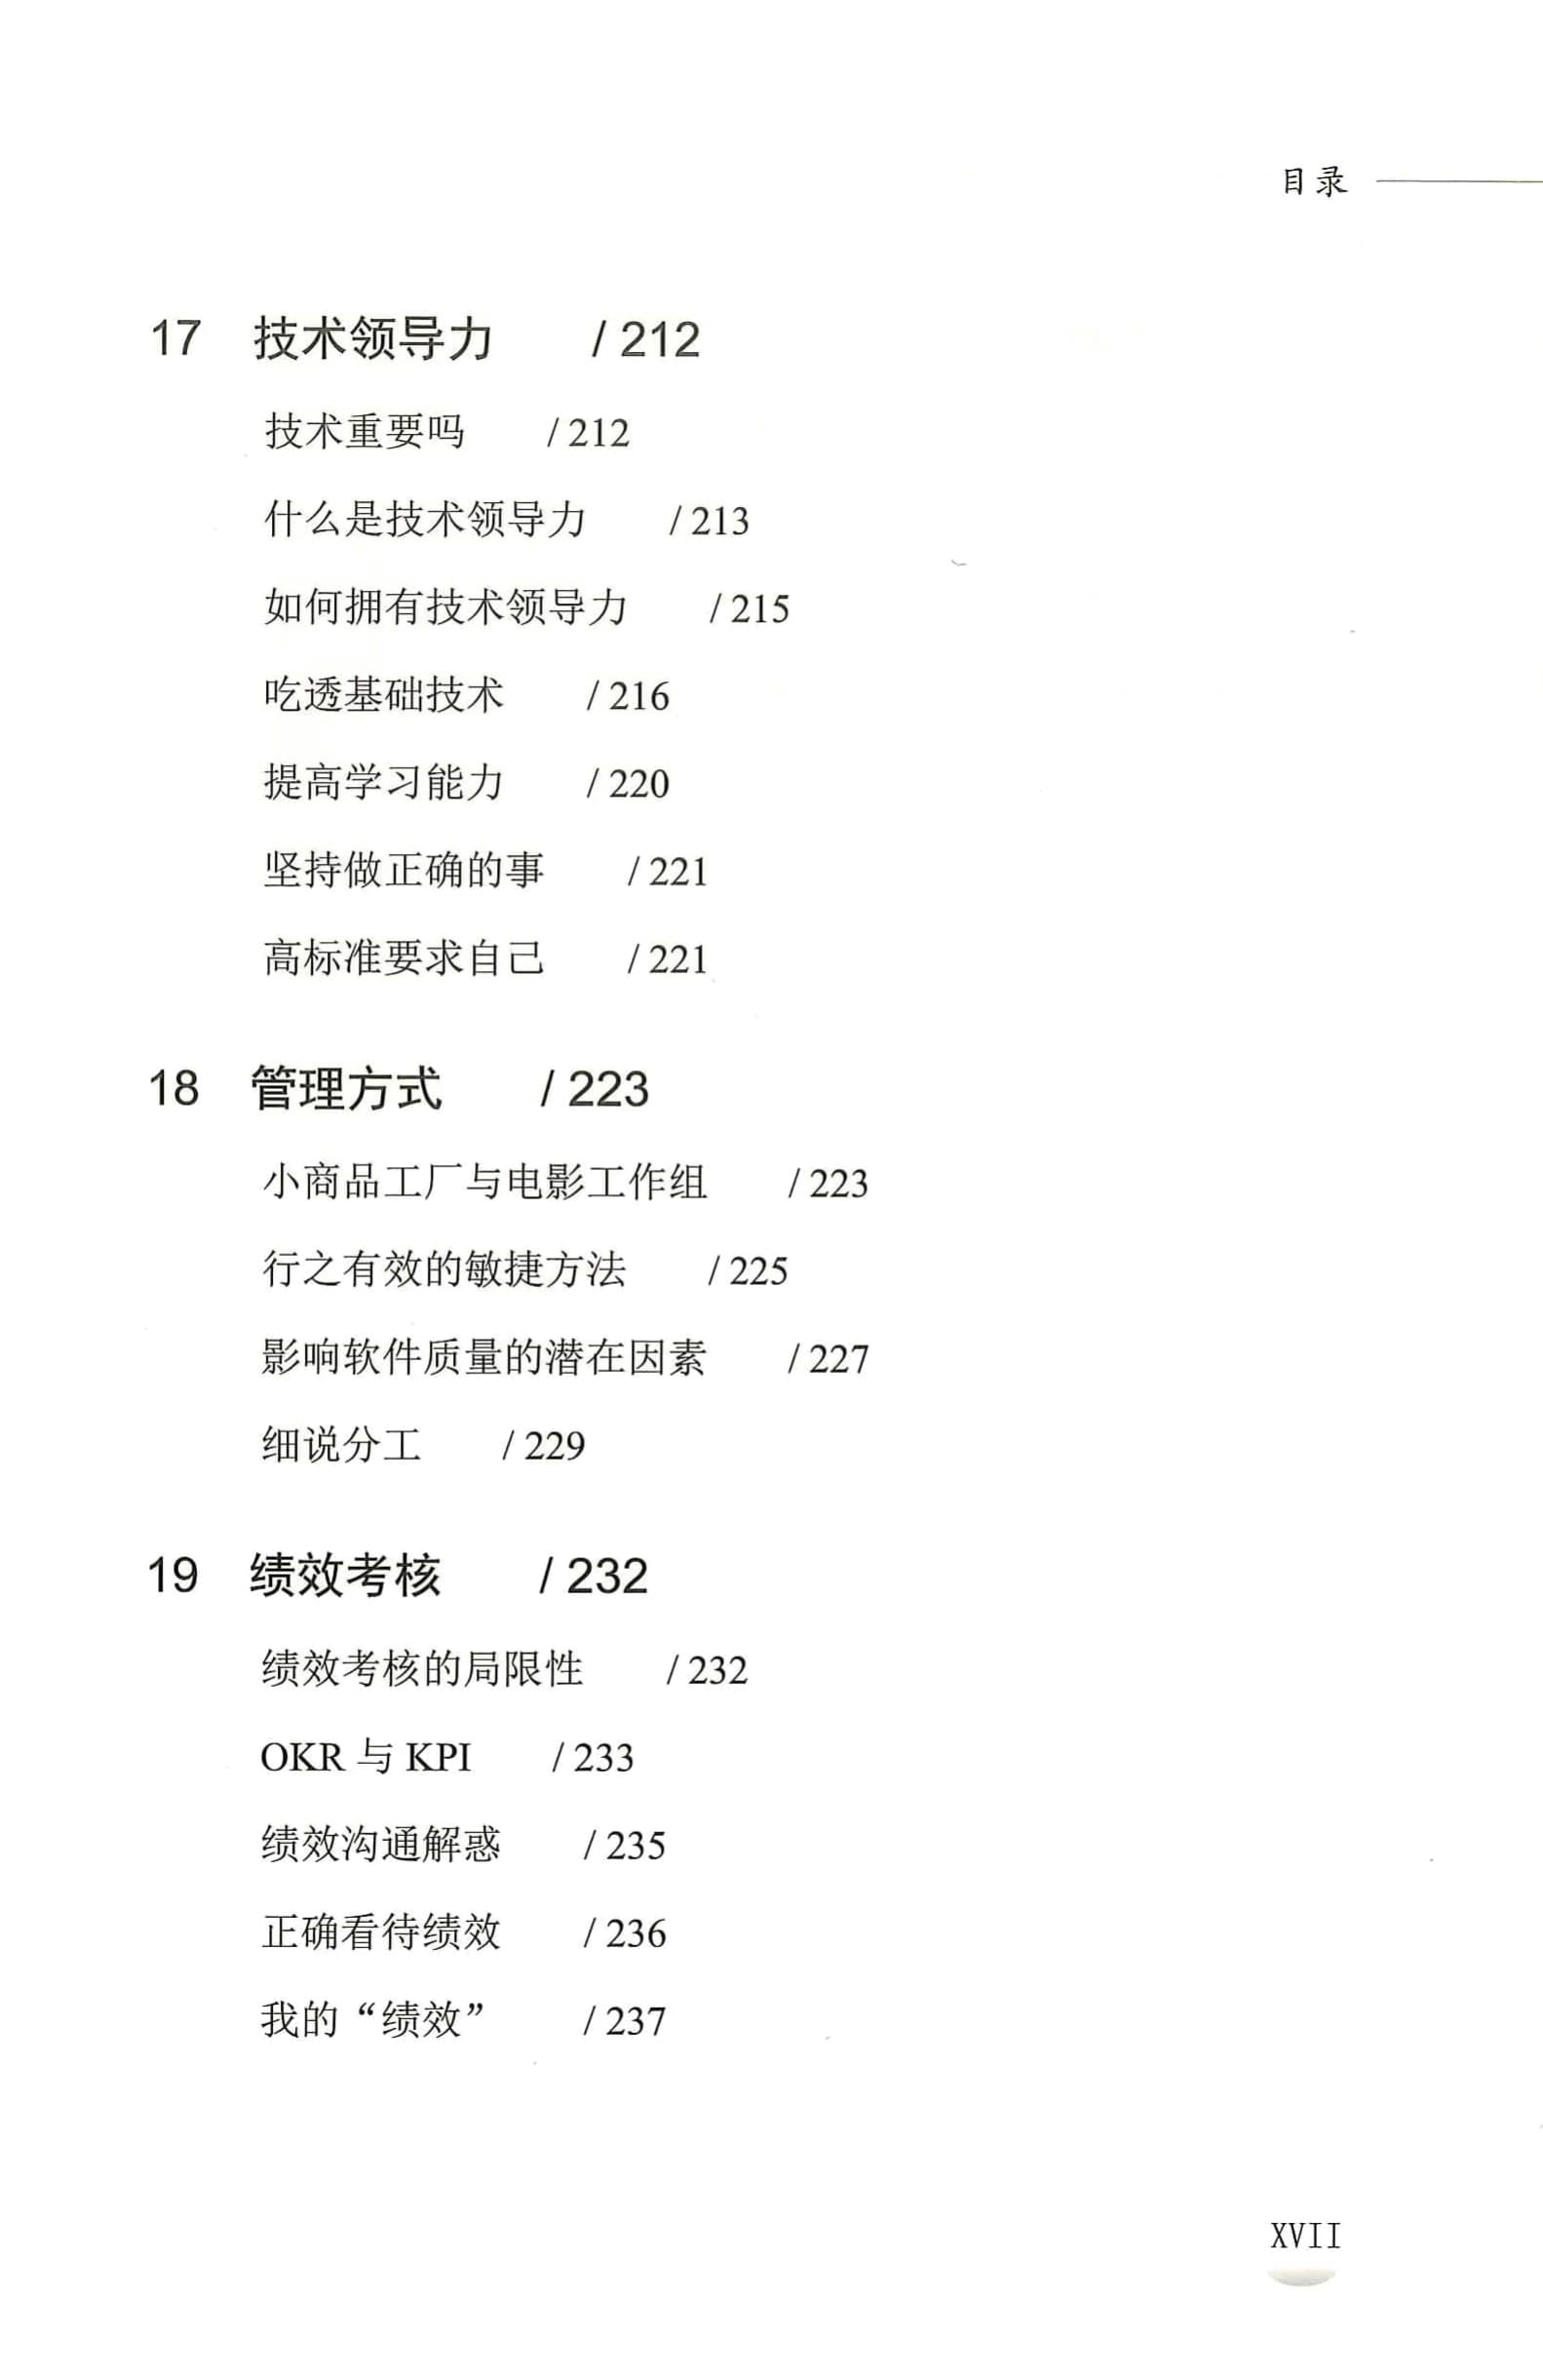 目录
17 技术领导力 / 212
技术重要吗 / 212
什么是技术领导力 / 213
如何拥有技术领导力 / 215
吃透基础技术 / 216
提高学习能力 / 220
坚持做正确的事 / 221
高标准要求自己 / 221
18 管理方式 / 223
小商品工厂与电影工作组 / 223
行之有效的敏捷方法 / 225
影响软件质量的潜在因素 / 227
细说分工 / 229
19 绩效考核 / 232
绩效考核的局限性 / 232
OKR 与 KPI / 233
绩效沟通解惑 / 235
正确看待绩效 / 236
我的“绩效” / 237
XVII